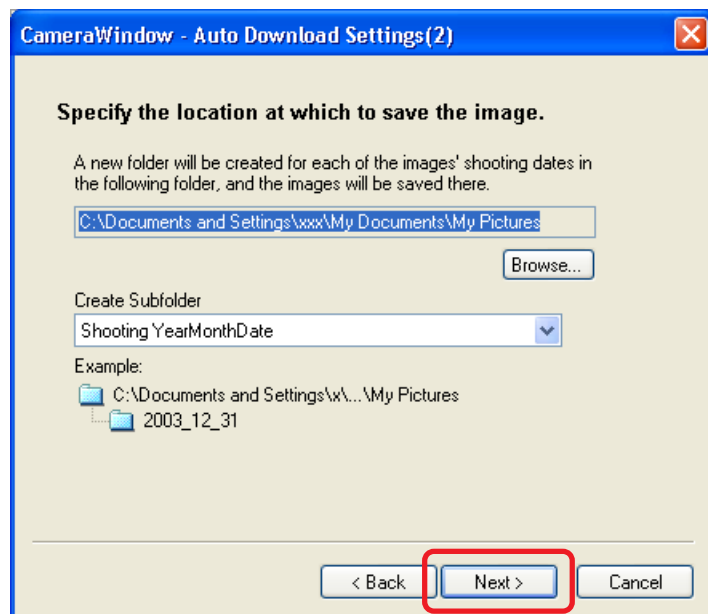 CameraWindow - Auto Download Settings(2)
Specify the location at which to save the image.
A new folder will be created for each of the images' shooting dates in
the following folder, and the images will be saved there.
C:\Documents and Settings\xxx\My Documents\My Pictures
Browse...
Create Subfolder
Shooting YearMonthDate
Example:
C:\Documents and Settings\x\...\My Pictures
2003_12_31
< Back Next > Cancel